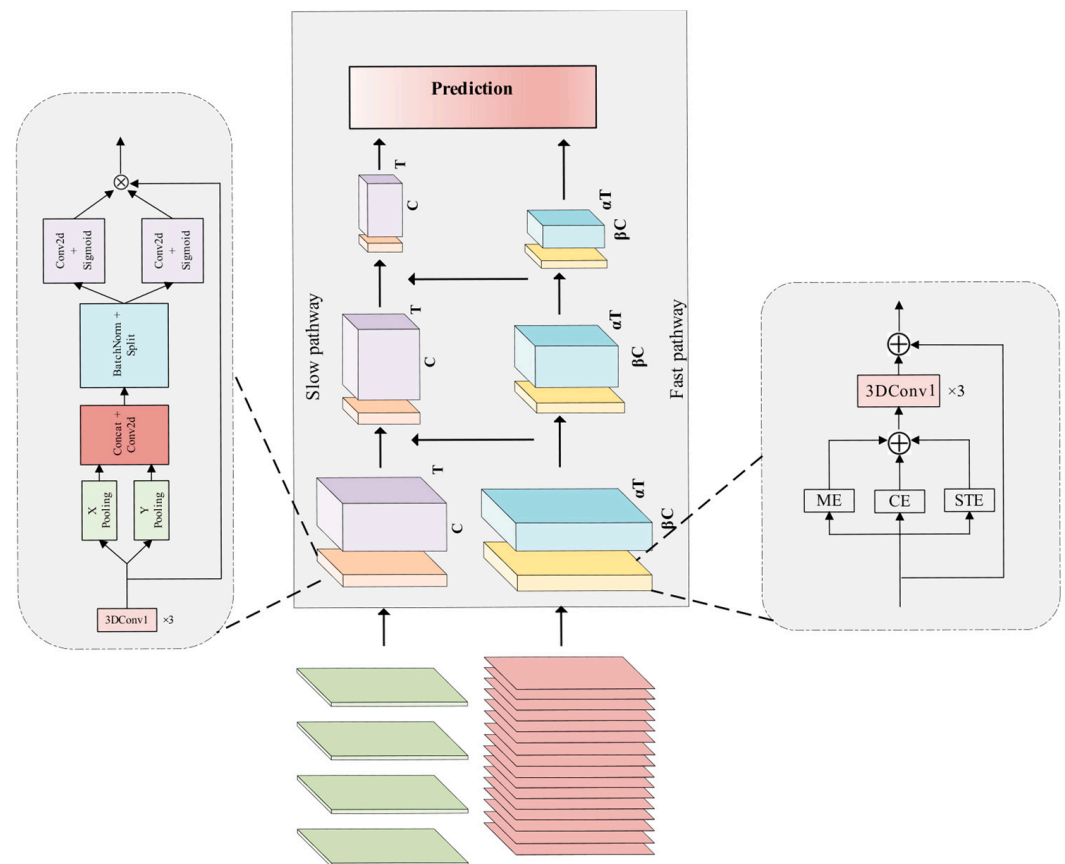 Prediction
T
C
αT
βC
Slow pathway
T
C
αT
βC
Fast pathway
T
C
αT
βC
Conv2d
+
Sigmoid
Conv2d
+
Sigmoid
BatchNorm +
Split
Concat +
Conv2d
X
Pooling
Y
Pooling
3DConv1 ×3
3DConv1 ×3
ME
CE
STE